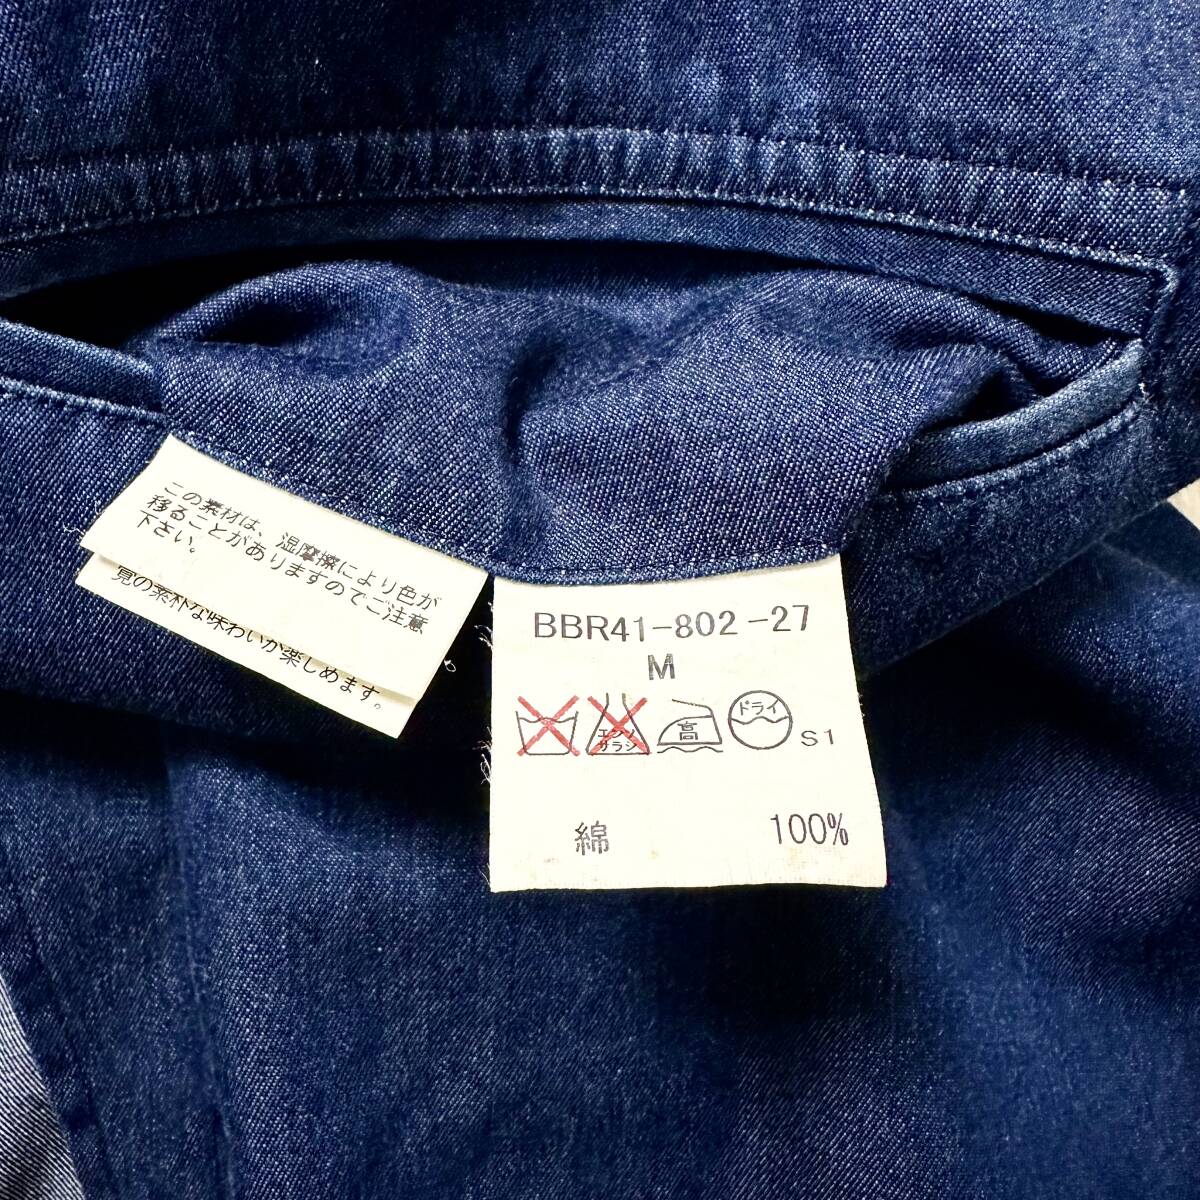 この素材は、湿摩擦により色が
移ることがありますのでご注意
下さい。
覚の素朴な味わいが楽しめます。
BBR41-802-27
M
エンソ
サラシ
高
ドライ
S1
綿 100%